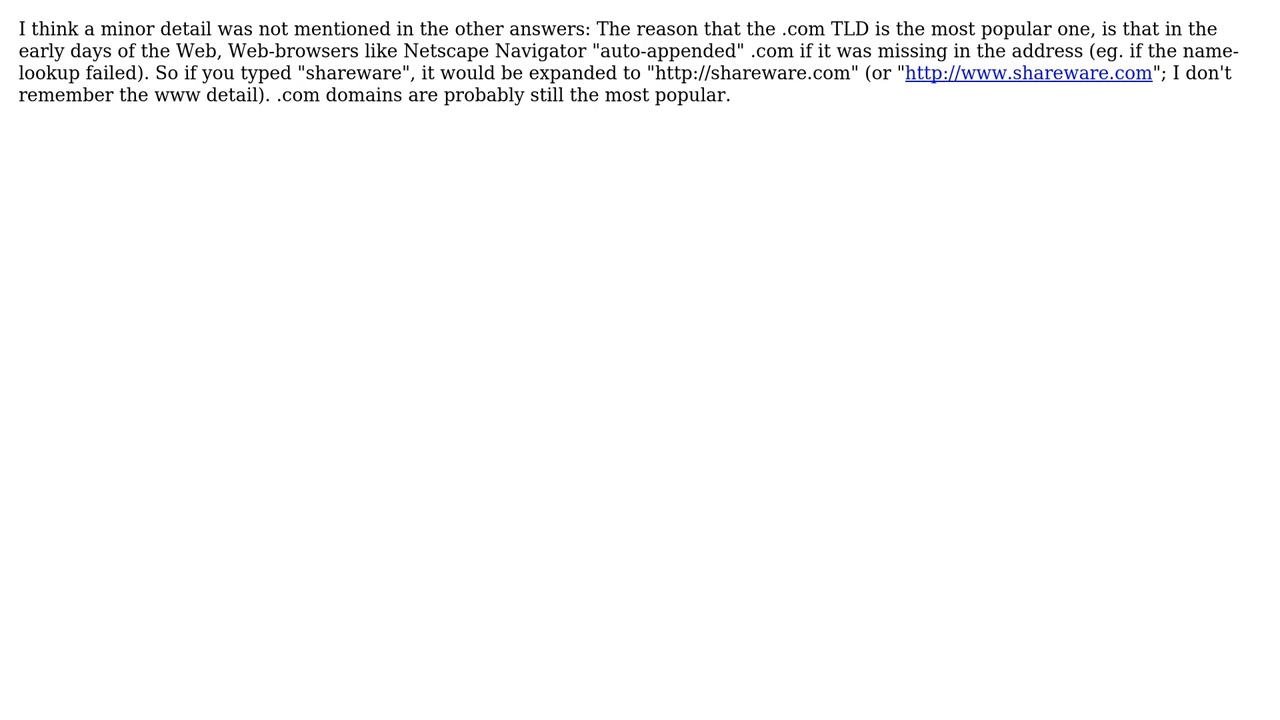 I think a minor detail was not mentioned in the other answers: The reason that the .com TLD is the most popular one, is that in the
early days of the Web, Web-browsers like Netscape Navigator "auto-appended" .com if it was missing in the address (eg. if the name-
lookup failed). So if you typed "shareware", it would be expanded to "http://shareware.com" (or "http://www.shareware.com"; I don't
remember the www detail). .com domains are probably still the most popular.